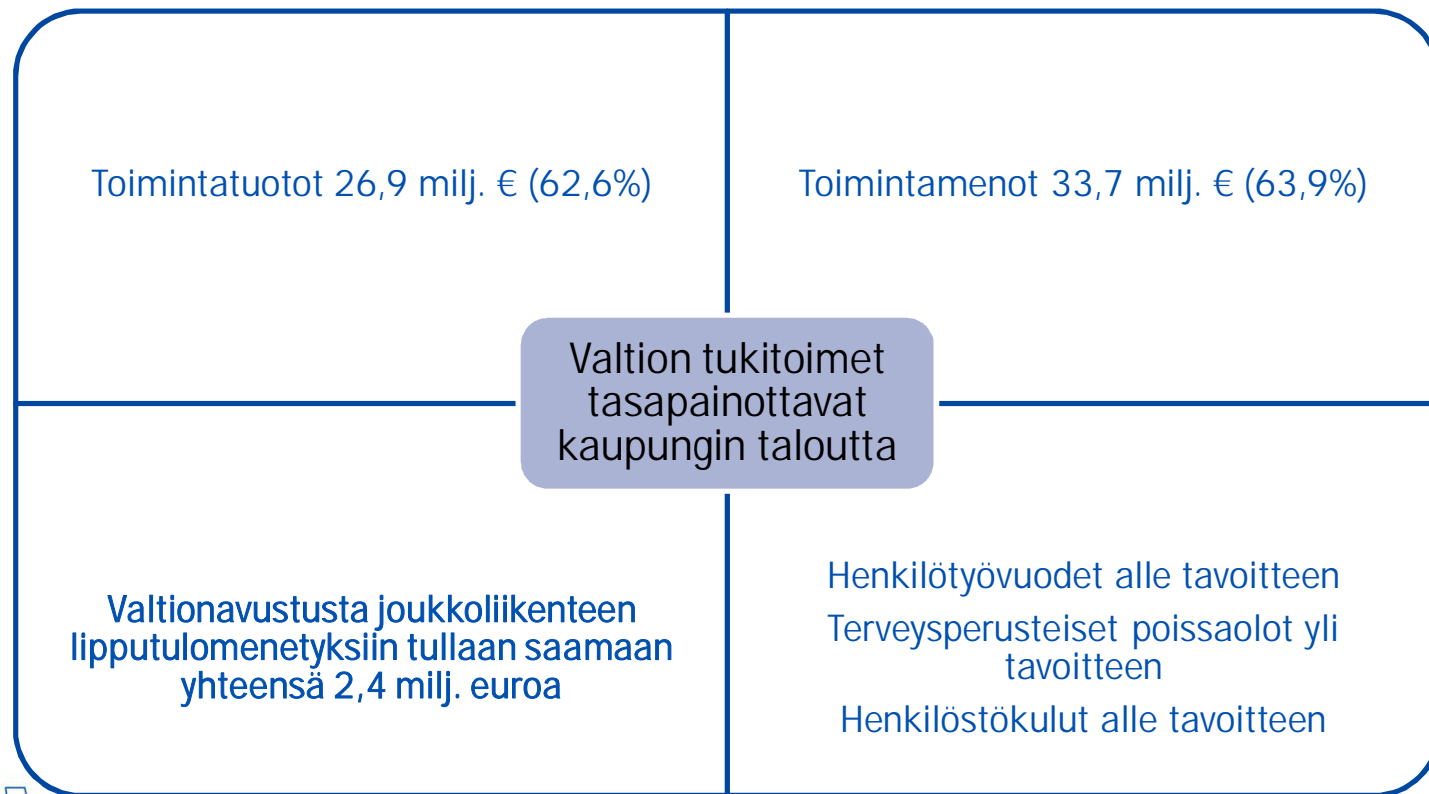 Toimintatuotot 26,9 milj. € (62,6%)
Toimintamenot 33,7 milj. € (63,9%)
Valtion tukitoimet
tasapainottavat
kaupungin taloutta
Valtionavustusta joukkoliikenteen
lipputulomenetyksiin tullaan saamaan
yhteensä 2,4 milj. euroa
Henkilötyövuodet alle tavoitteen
Terveysperusteiset poissaolot yli
tavoitteen
Henkilöstökulut alle tavoitteen